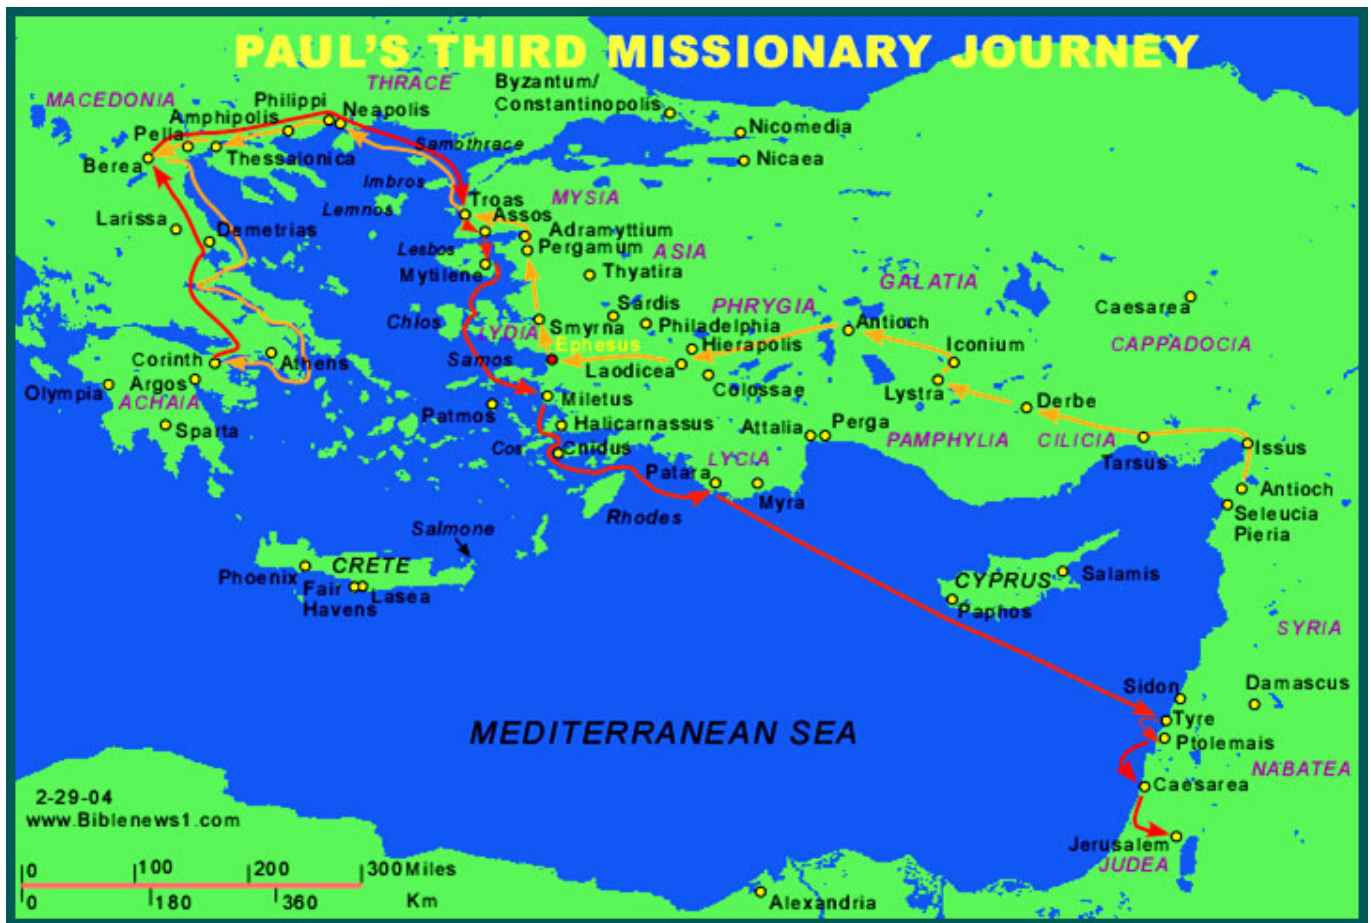 PAUL'S THIRD MISSIONARY JOURNEY
THRACE
Byzantum/
Constantinopolis
MACEDONIA
Philippi
Neapolis
Amphipolis
Pella
Nicomedia
Samothrace
Berea
Thessalonica
Nicaea
Imbros
Troas
MYSIA
Lemnos
Assos
Larissa
Demetrias
Adramyttium
Lesbos
Pergamum
ASIA
Mytilene
Thyatira
GALATIA
Sardis
PHRYGIA
Caesarea
Chios
LYDIA
Smyrna
Philadelphia
Antioch
Ephesus
Hierapolis
Iconium
CAPPADOCIA
Corinth
Athens
Samos
Laodicea
Olympia
Argos
Colossae
Lystra
ACHAIA
Patmos
Miletus
Derbe
Sparta
Halicarnassus
Attalia
Perga
PAMPHYLIA
CILICIA
Cos
Cnidus
LYCIA
Tarsus
Issus
Patara
Myra
Antioch
Rhodes
Seleucia
Pieria
Salmone
CRETE
Phoenix
Fair
Havens
Lasea
CYPRUS
Salamis
Paphos
SYRIA
Sidon
Damascus
Tyre
MEDITERRANEAN SEA
Ptolemais
NABATEA
Caesarea
2-29-04
www.Biblenews1.com
Jerusalem
JUDEA
0 100 200 300 Miles
0 180 360 Km
Alexandria